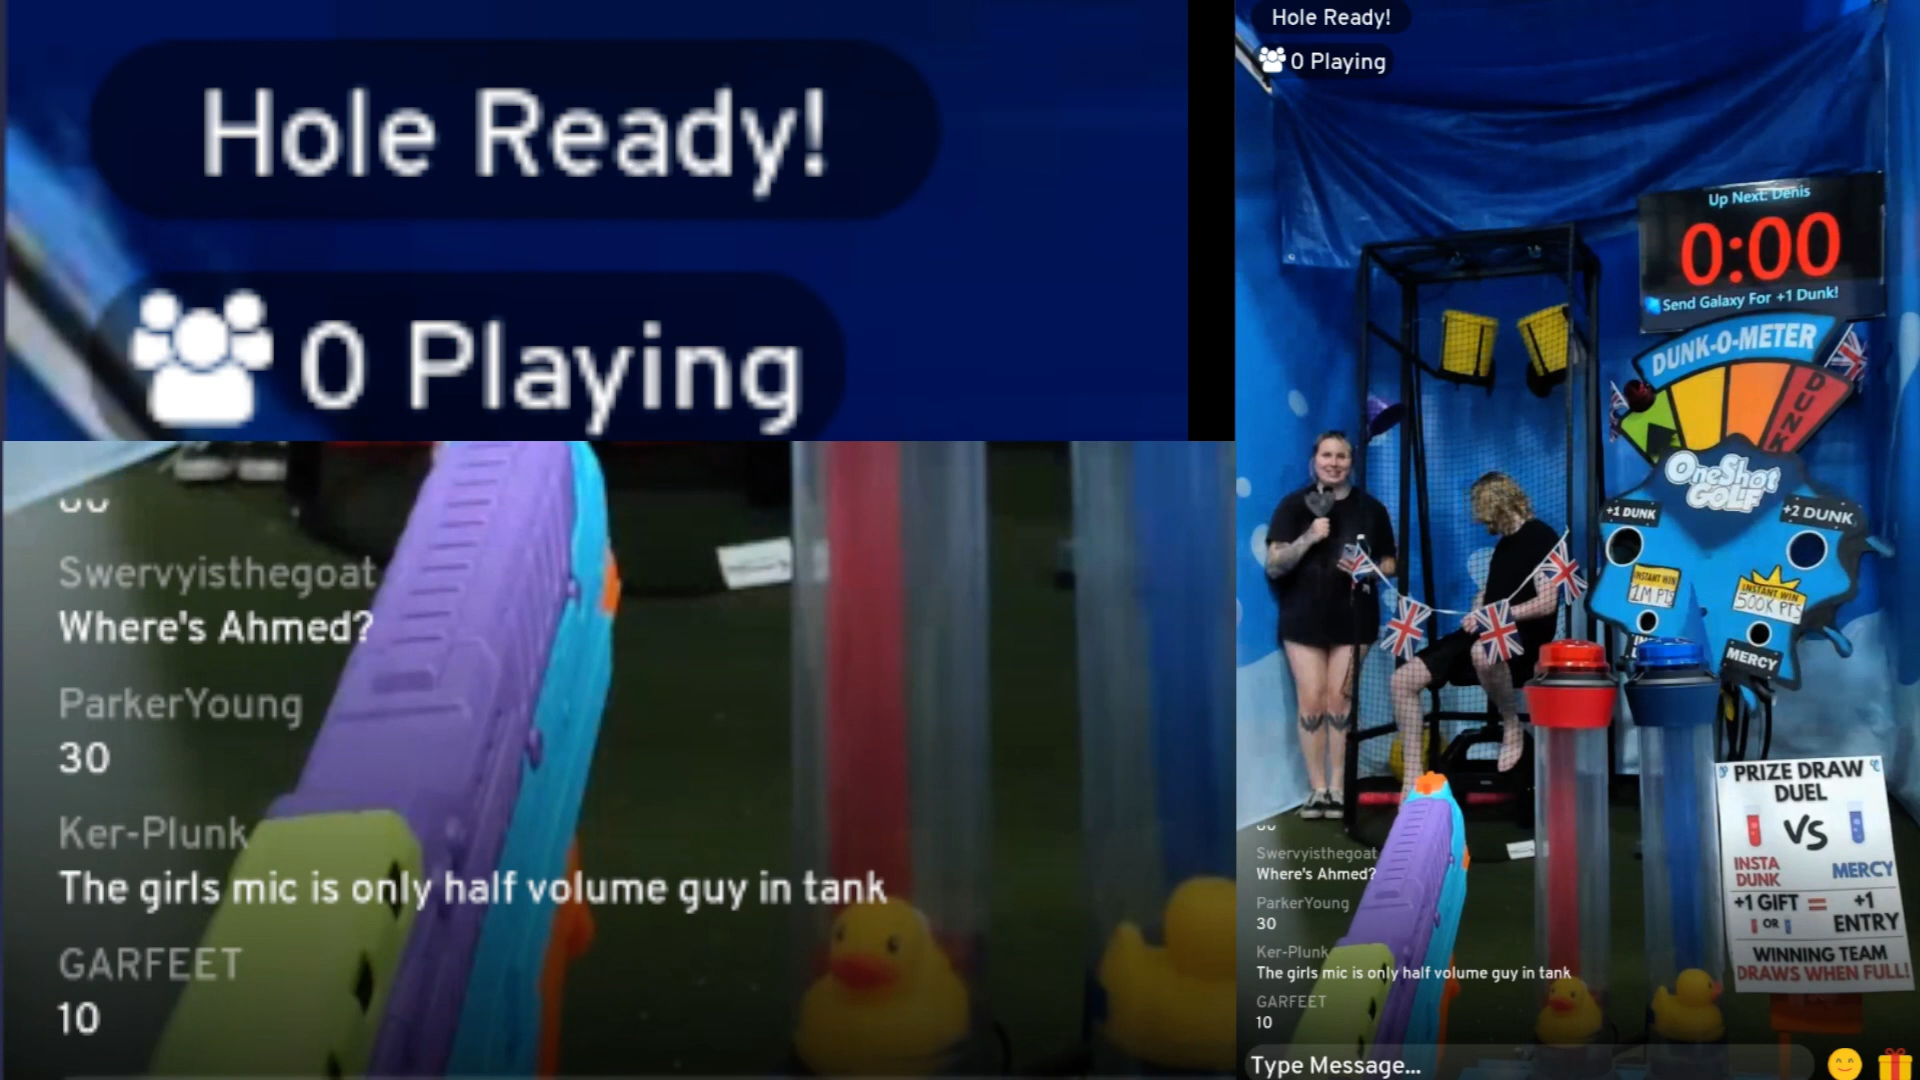 Hole Ready!
0 Playing
Swervyisthegoat
Where's Ahmed?
ParkerYoung
30
Ker-Plunk
The girls mic is only half volume guy in tank
GARFEET
10
Hole Ready!
0 Playing
Up Next: Denis
0:00
Send Galaxy For +1 Dunk!
DUNK-O-METER
DUNK
OneShot
GOLF
+1 DUNK
+2 DUNK
INSTANT WIN
1M PTS
INSTANT WIN
500K PTS
MERCY
PRIZE DRAW
DUEL
VS
INSTA
DUNK
MERCY
+1 GIFT = +1
OR
ENTRY
WINNING TEAM
DRAWS WHEN FULL!
Swervyisthegoat
Where's Ahmed?
ParkerYoung
30
Ker-Plunk
The girls mic is only half volume guy in tank
GARFEET
10
Type Message...